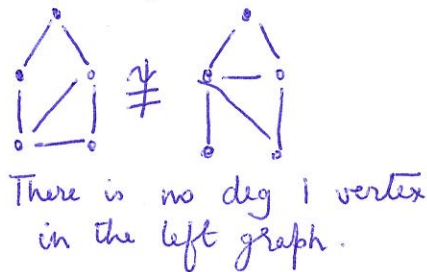 ≇
There is no deg 1 vertex
in the left graph.